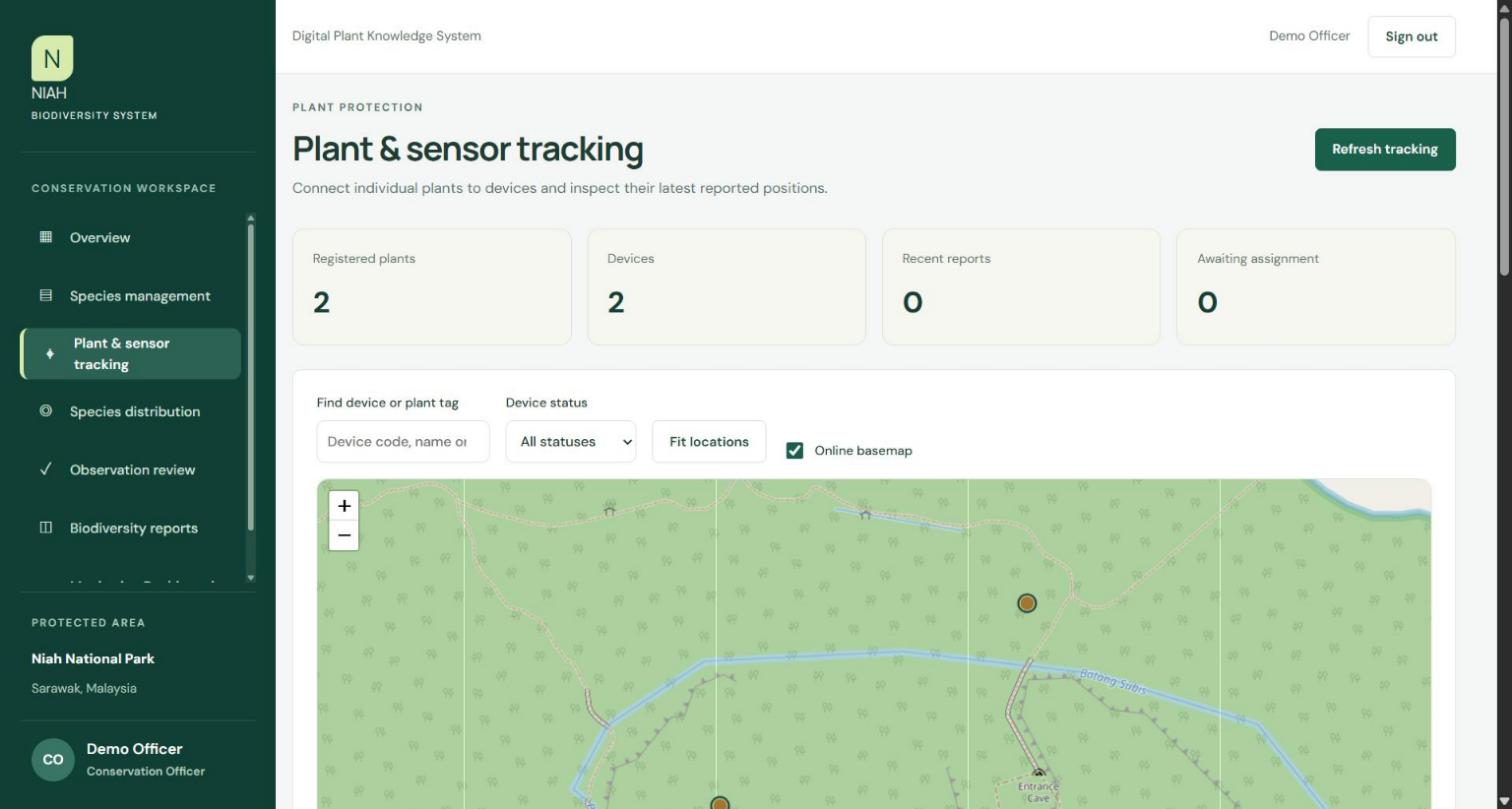 N
NIAH
BIODIVERSITY SYSTEM
CONSERVATION WORKSPACE
Overview
Species management
Plant & sensor
tracking
Species distribution
Observation review
Biodiversity reports
PROTECTED AREA
Niah National Park
Sarawak, Malaysia
CO
Demo Officer
Conservation Officer
Digital Plant Knowledge System
Demo Officer
Sign out
PLANT PROTECTION
Plant & sensor tracking
Refresh tracking
Connect individual plants to devices and inspect their latest reported positions.
Registered plants
2
Devices
2
Recent reports
0
Awaiting assignment
0
Find device or plant tag
Device status
Device code, name or
All statuses
Fit locations
Online basemap
+
−
Batang Subis
Entrance
Cave